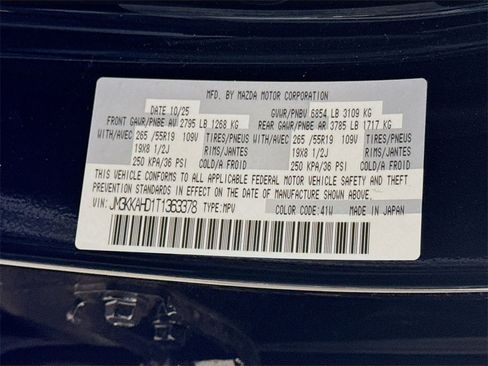 MFD. BY MAZDA MOTOR CORPORATION
DATE 10/25 GVWR/PNBV 6854 LB 3109 KG
FRONT GAWR/PNBE AV 2795 LB 1268 KG REAR GAWR/PNBE AR 3785 LB 1717 KG
WITH/AVEC 265 /55R19 109V TIRES/PNEUS WITH/AVEC 265 /55R19 109V TIRES/PNEUS
19X8 1/2J RIMS/JANTES 19X8 1/2J RIMS/JANTES
250 KPA/36 PSI COLD/A FROID 250 KPA/36 PSI COLD/A FROID
THIS VEHICLE CONFORMS TO ALL APPLICABLE FEDERAL MOTOR VEHICLE SAFETY AND THEFT
PREVENTION STANDARDS IN EFFECT ON THE DATE OF MANUFACTURE SHOWN ABOVE.
VIN: JM3KKAHD1T1363378 TYPE:MPV COLOR CODE:41W MADE IN JAPAN